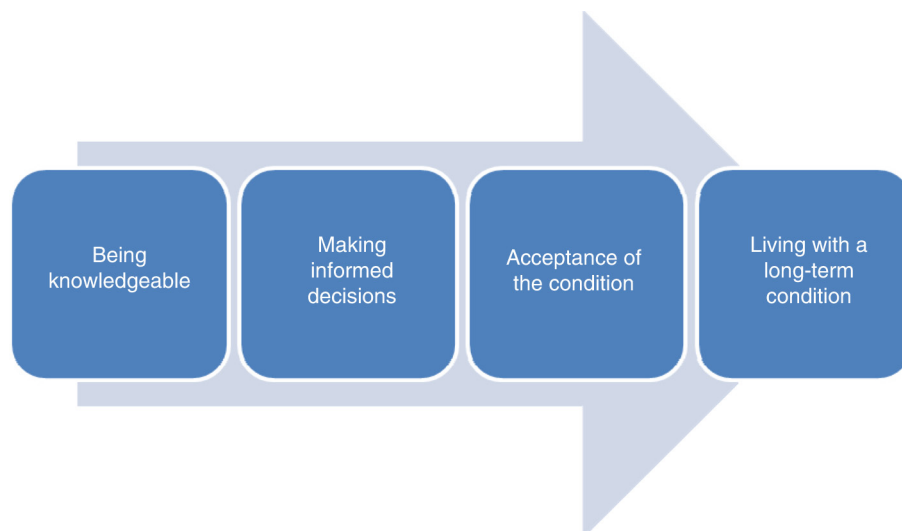 Being
knowledgeable
Making
informed
decisions
Acceptance of
the condition
Living with a
long-term
condition